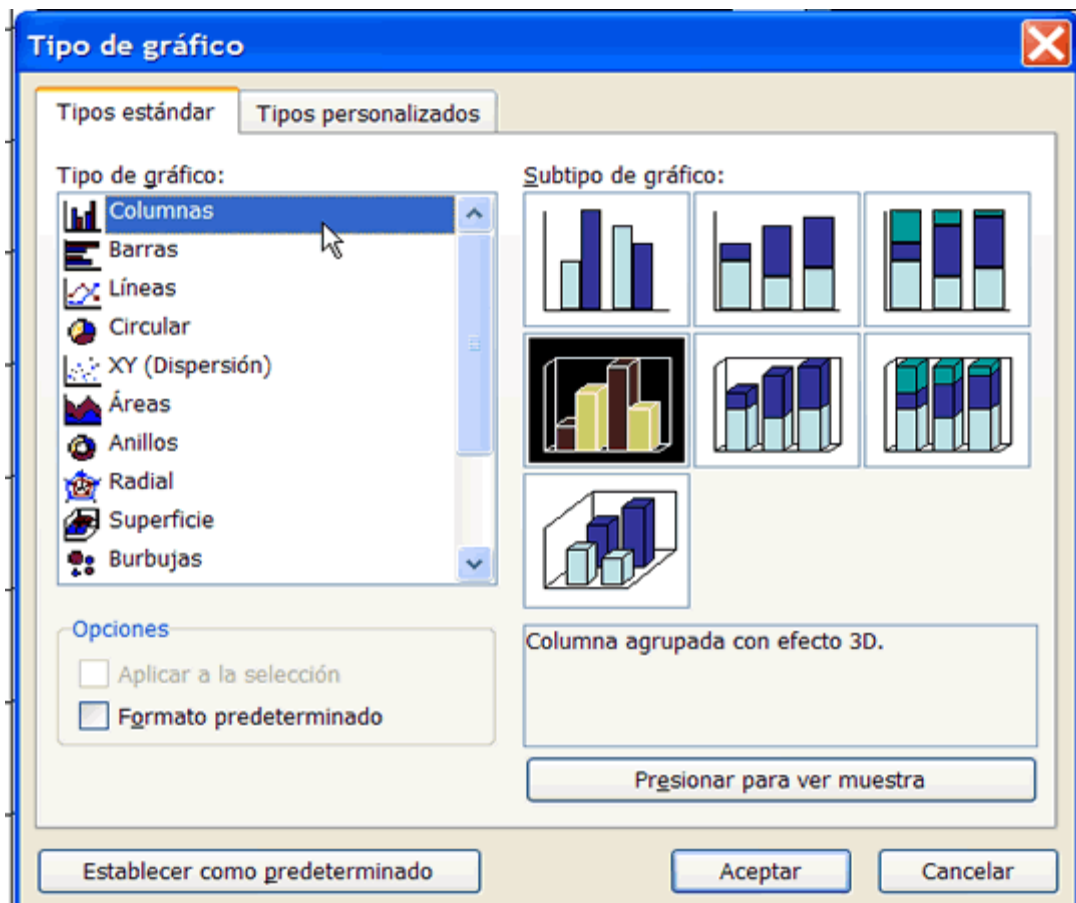 Tipo de gráfico
Tipos estándar
Tipos personalizados
Tipo de gráfico:
Columnas
Barras
Líneas
Circular
XY (Dispersión)
Áreas
Anillos
Radial
Superficie
Burbujas
Subtipo de gráfico:
Columna agrupada con efecto 3D.
Opciones
Aplicar a la selección
Formato predeterminado
Presionar para ver muestra
Establecer como predeterminado
Aceptar
Cancelar